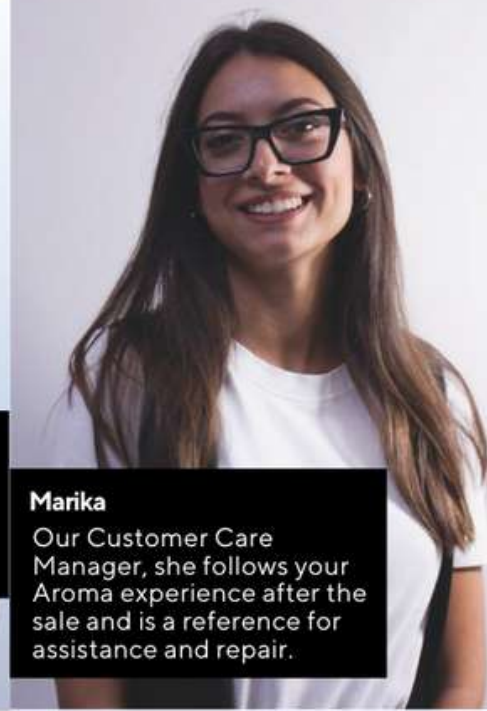 Marika
Our Customer Care
Manager, she follows your
Aroma experience after the
sale and is a reference for
assistance and repair.